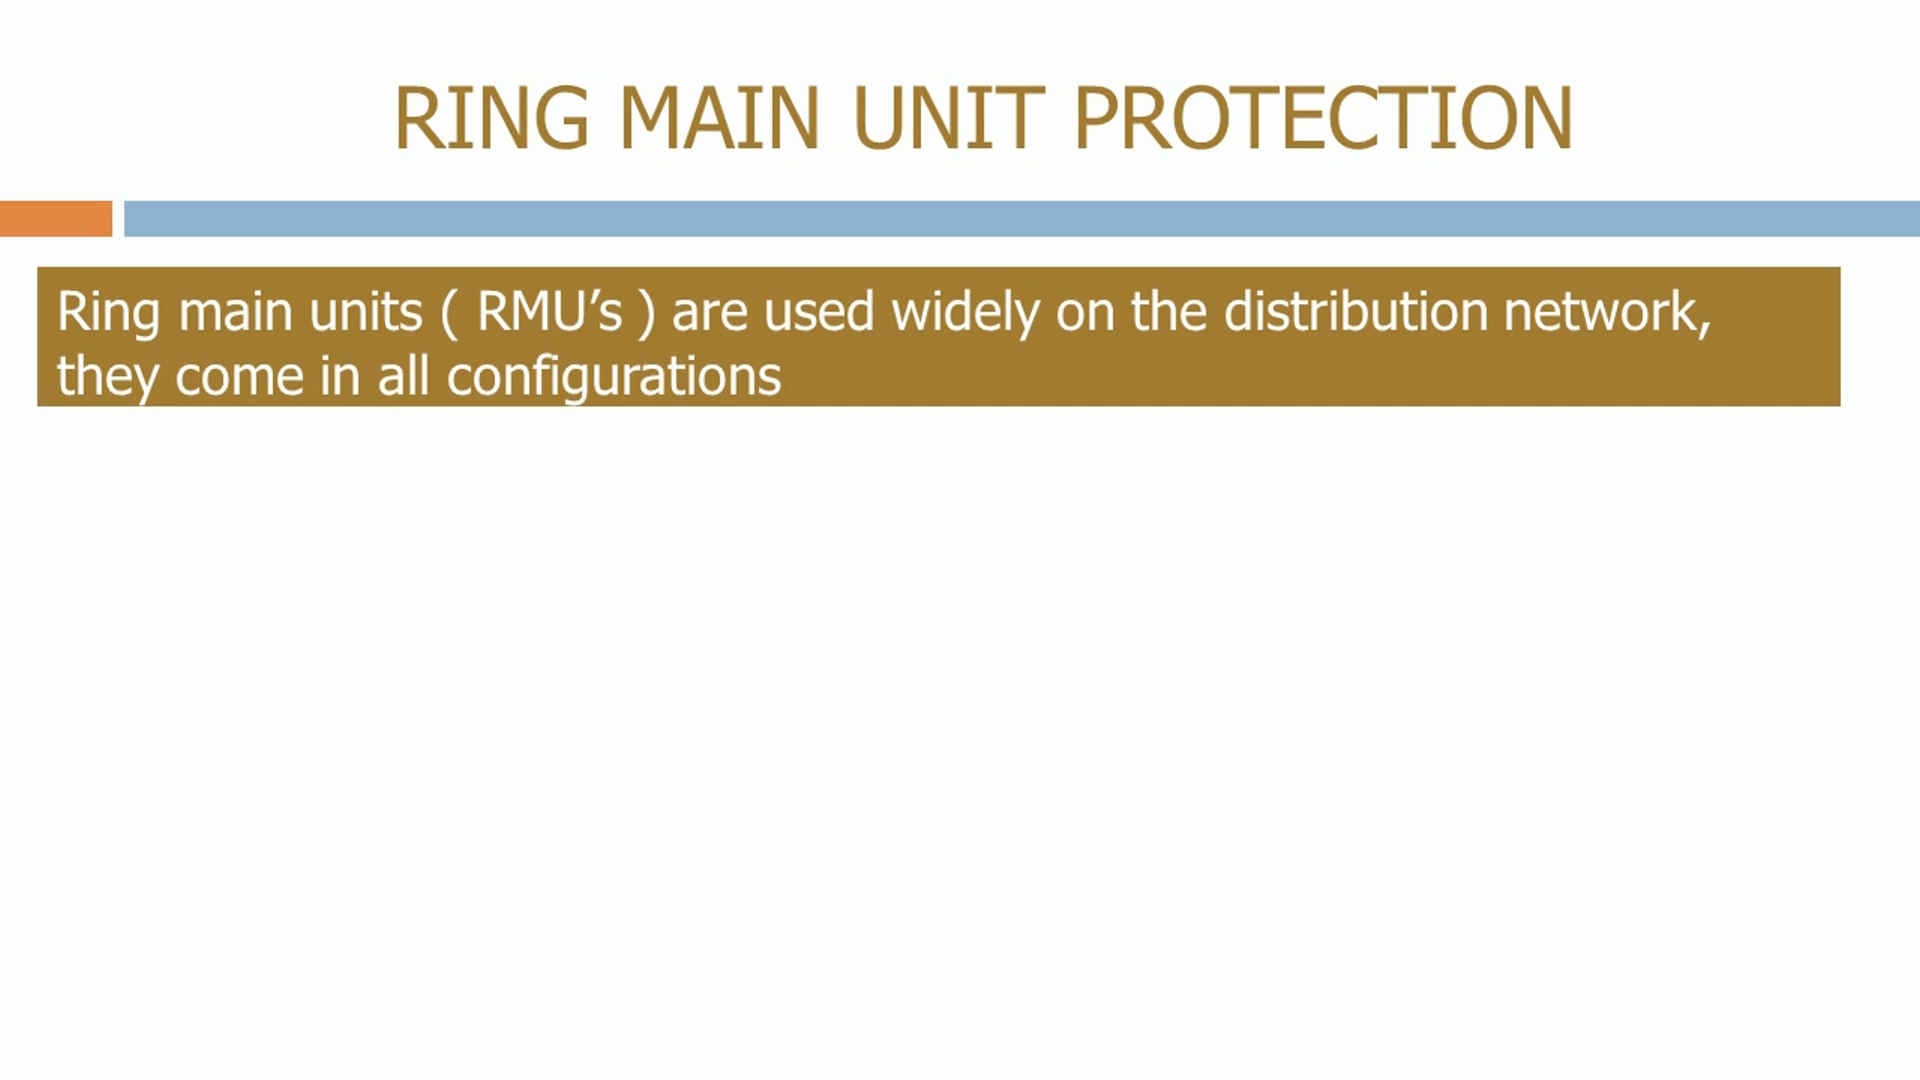 RING MAIN UNIT PROTECTION
Ring main units ( RMU’s ) are used widely on the distribution network,
they come in all configurations